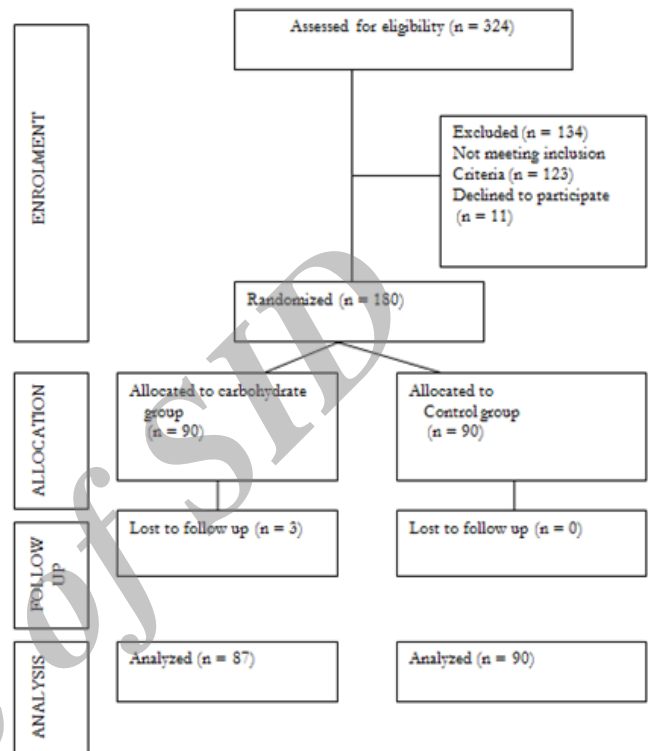 Assessed for eligibility (n = 324)
ENROLMENT
Excluded (n = 134)
Not meeting inclusion
Criteria (n = 123)
Declined to participate
(n = 11)
Randomized (n = 180)
ALLOCATION
Allocated to carbohydrate
group
(n = 90)
Allocated to
Control group
(n = 90)
FOLLOW
UP
Lost to follow up (n = 3)
Lost to follow up (n = 0)
ANALYSIS
Analyzed (n = 87)
Analyzed (n = 90)
of SID